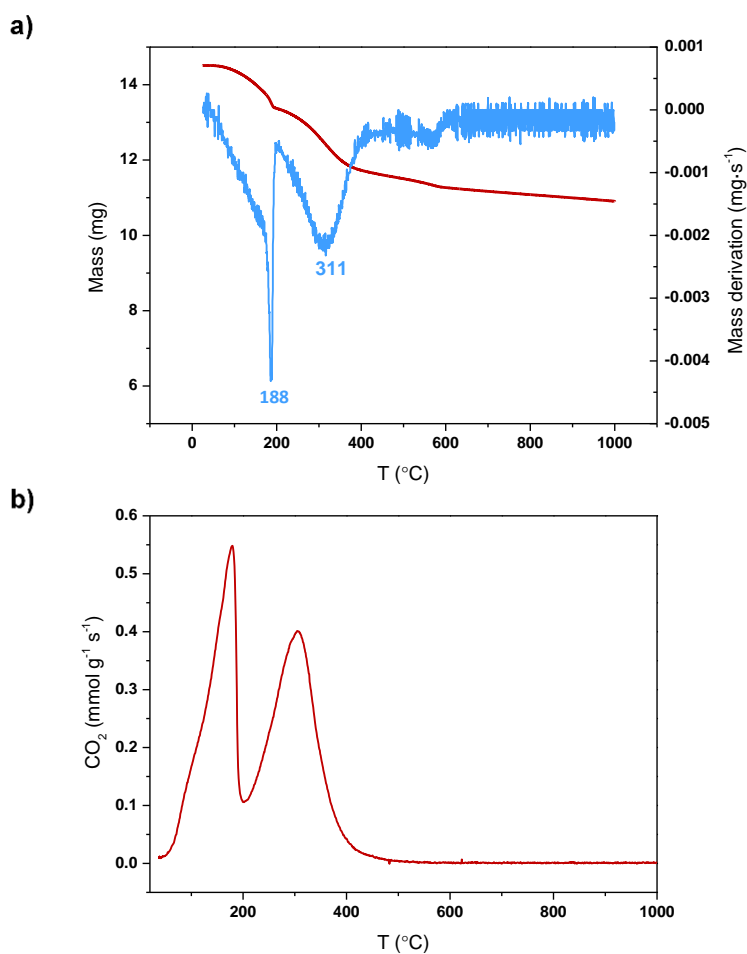 a)
14
12
10
8
6
Mass (mg)
0.001
0.000
-0.001
-0.002
-0.003
-0.004
-0.005
Mass derivation (mg·s⁻¹)
311
188
0 200 400 600 800 1000
T (°C)
b)
0.6
0.5
0.4
0.3
0.2
0.1
0.0
CO₂ (mmol g⁻¹ s⁻¹)
200 400 600 800 1000
T (°C)